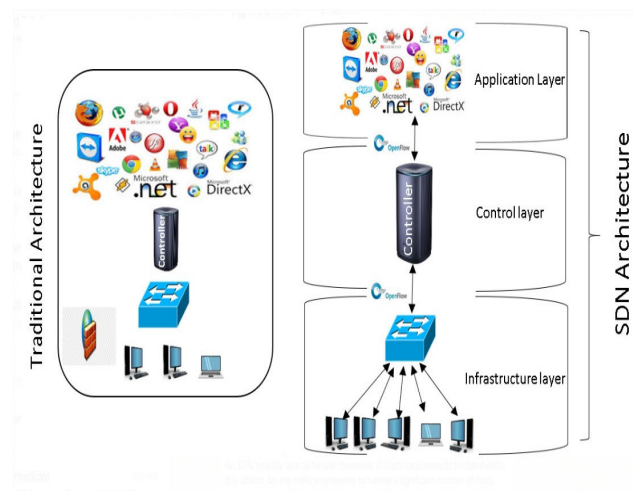 Traditional Architecture
Adobe
talk
skype
Microsoft
.net
Microsoft
DirectX
Controller
Adobe
talk
skype
Microsoft
.net
DirectX
Application Layer
OpenFlow
Controller
Control layer
OpenFlow
Infrastructure layer
SDN Architecture